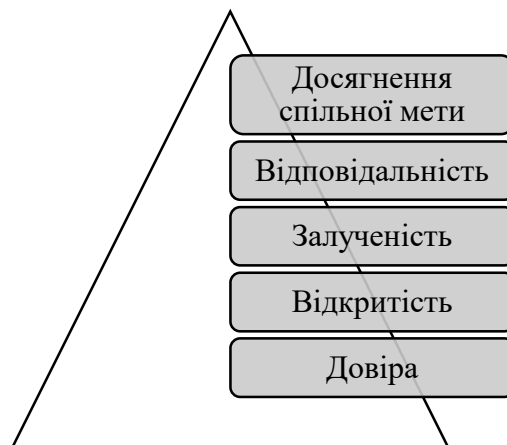 Досягнення
спільної мети
Відповідальність
Залученість
Відкритість
Довіра